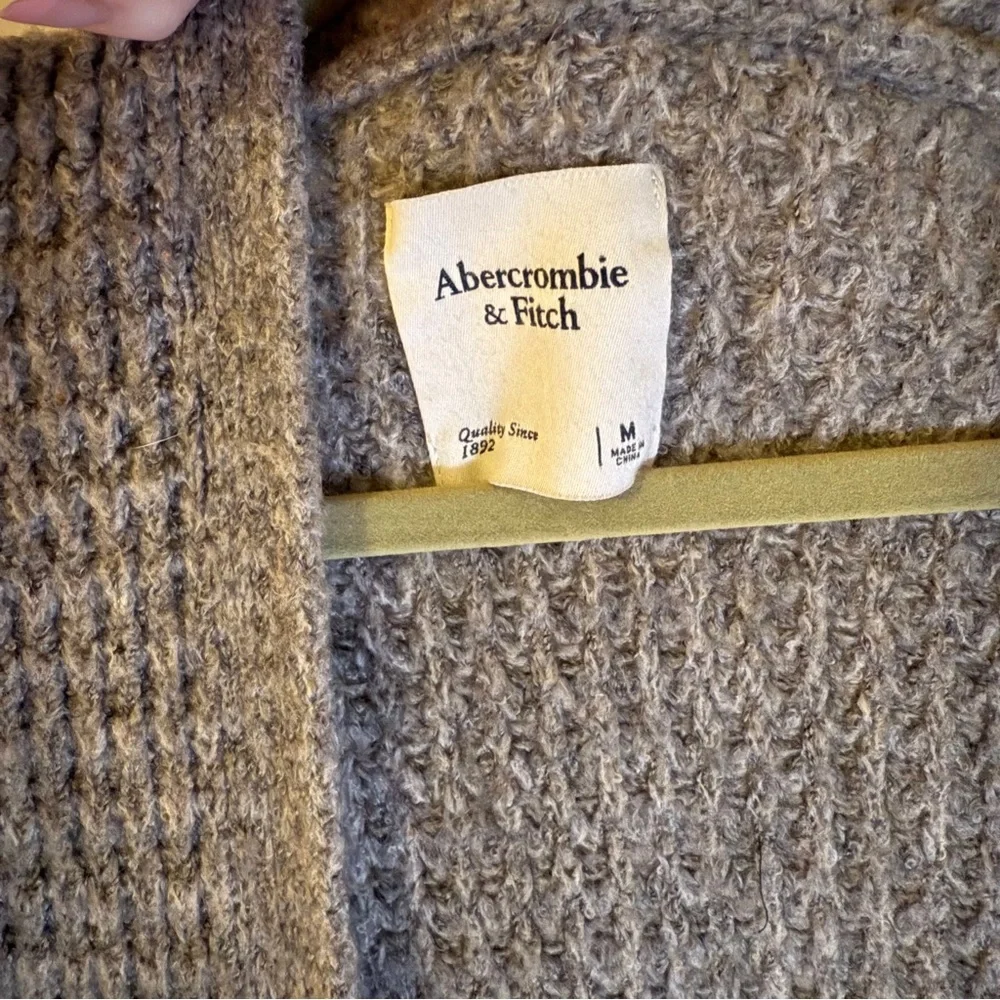 Abercrombie
& Fitch
Quality Since
1892
M
MADE IN
CHINA